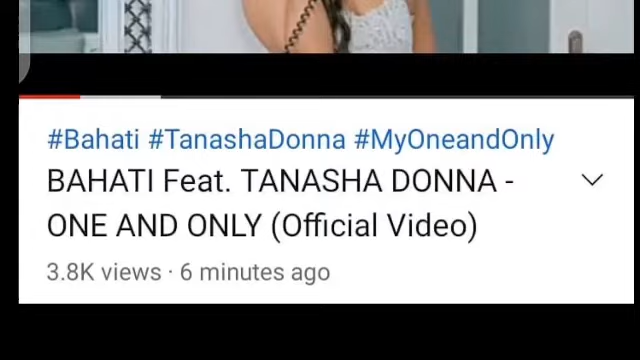 #Bahati #TanashaDonna #MyOneandOnly
BAHATI Feat. TANASHA DONNA -
ONE AND ONLY (Official Video)
3.8K views · 6 minutes ago